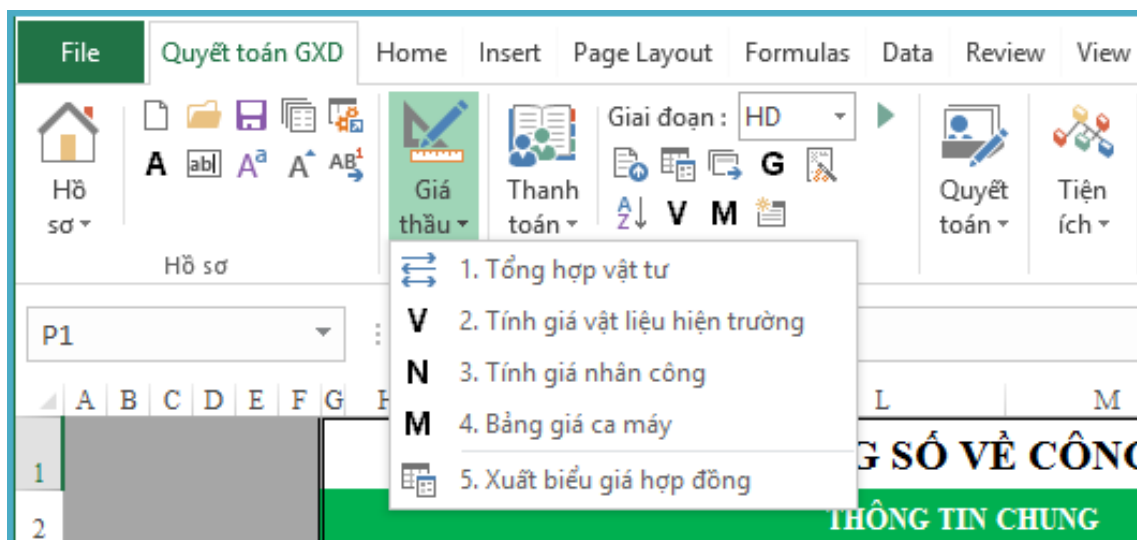 File Quyết toán GXD Home Insert Page Layout Formulas Data Review View
Giai đoạn : HD
A ab| Aª A AB1 G
Hồ sơ Giá thầu Thanh toán Quyết toán Tiện ích
A Z V M
Hồ sơ
1. Tổng hợp vật tư
V 2. Tính giá vật liệu hiện trường
P1
N 3. Tính giá nhân công
A B C D E F G H L M
M 4. Bảng giá ca máy
1 G SỐ VỀ CÔNG
5. Xuất biểu giá hợp đồng
2 THÔNG TIN CHUNG